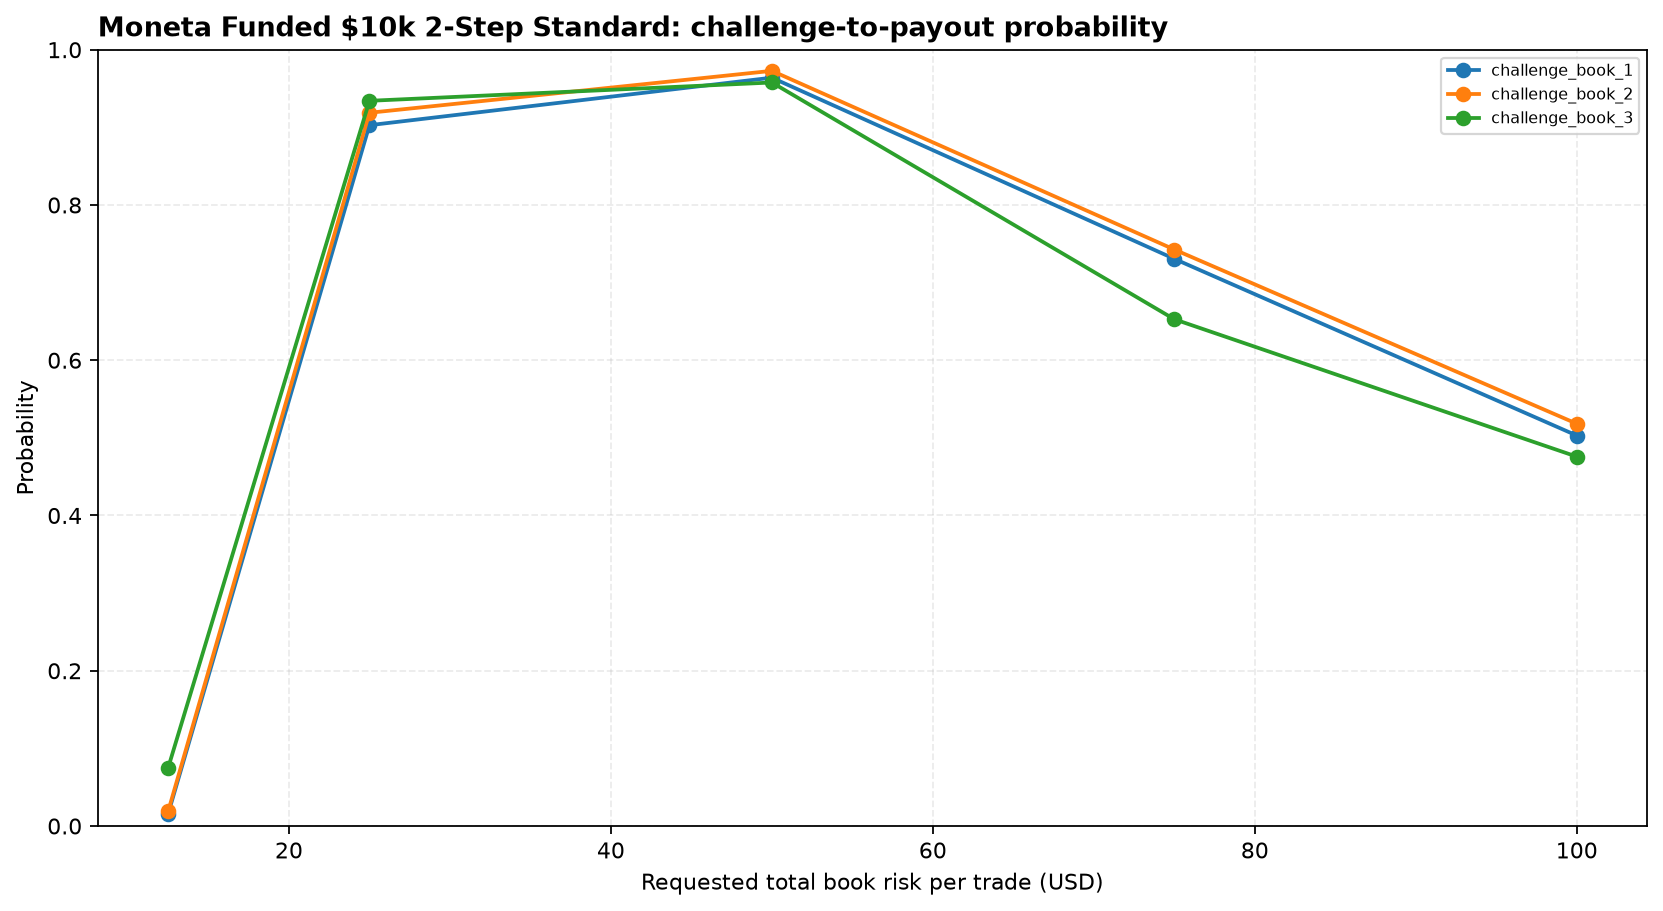 Moneta Funded $10k 2-Step Standard: challenge-to-payout probability
challenge_book_1
challenge_book_2
challenge_book_3
1.0
0.8
0.6
0.4
0.2
0.0
Probability
20
40
60
80
100
Requested total book risk per trade (USD)